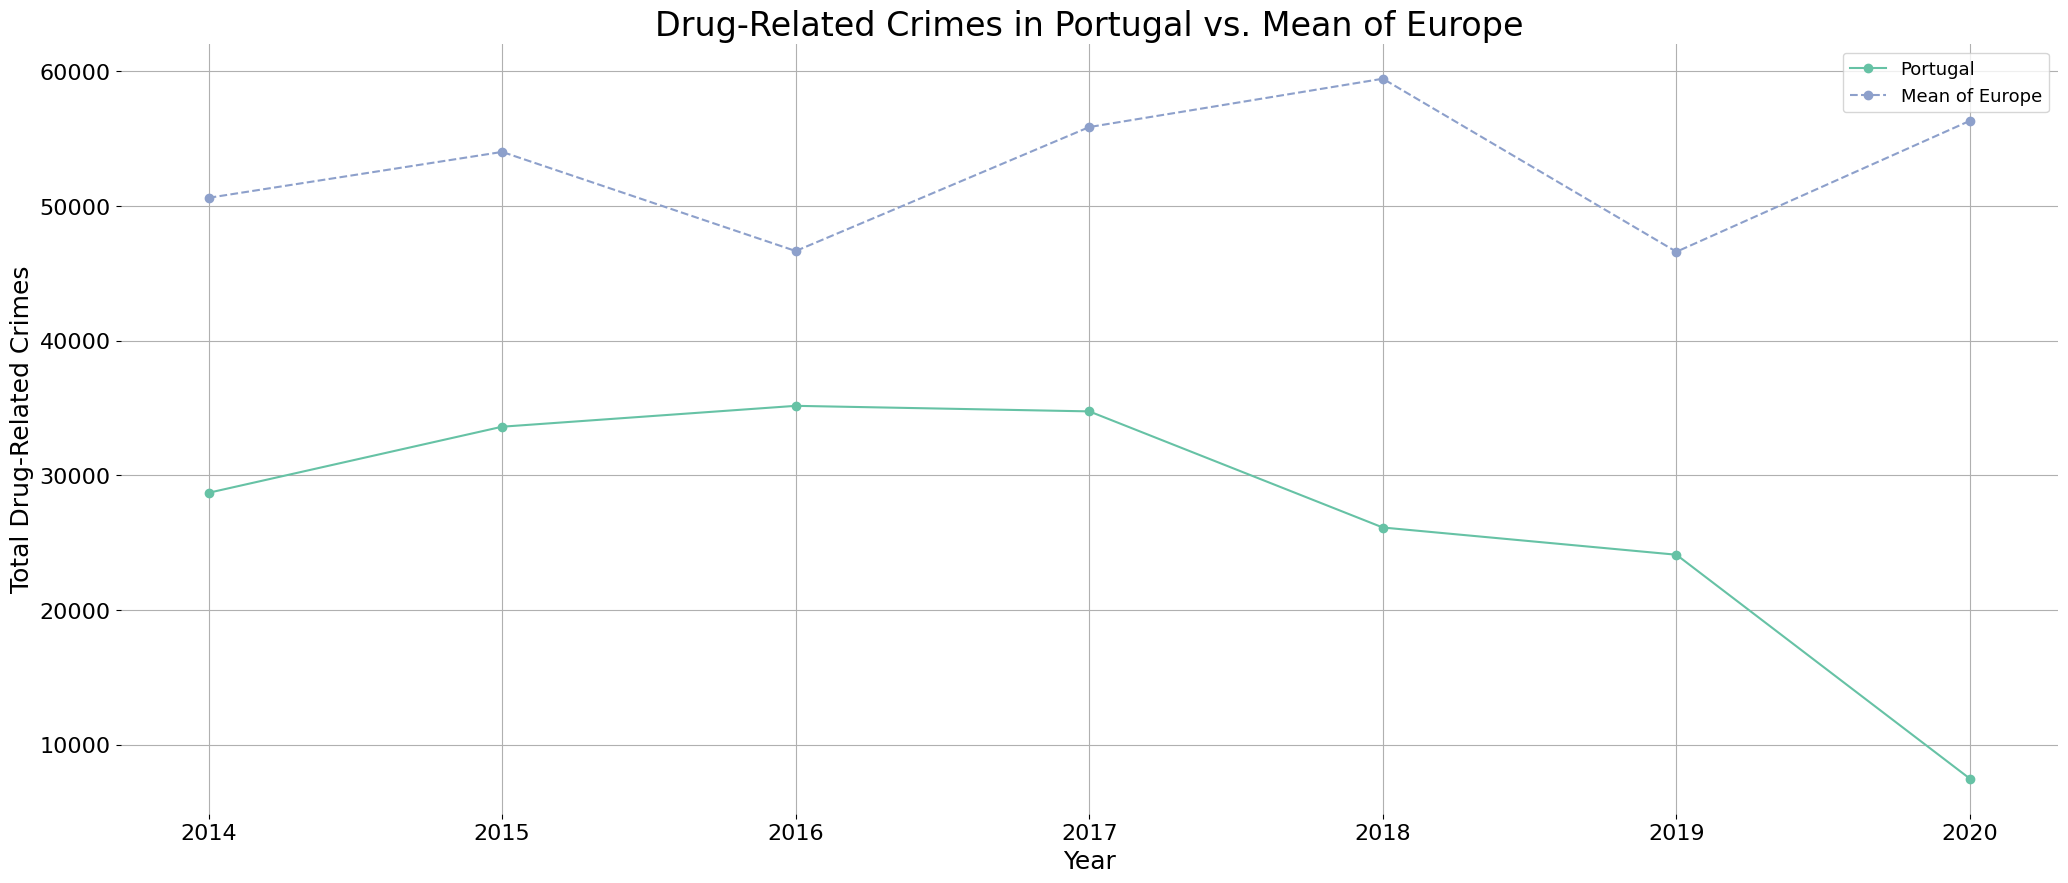 Drug-Related Crimes in Portugal vs. Mean of Europe
Portugal
Mean of Europe
Total Drug-Related Crimes
60000
50000
40000
30000
20000
10000
2014 2015 2016 2017 2018 2019 2020
Year